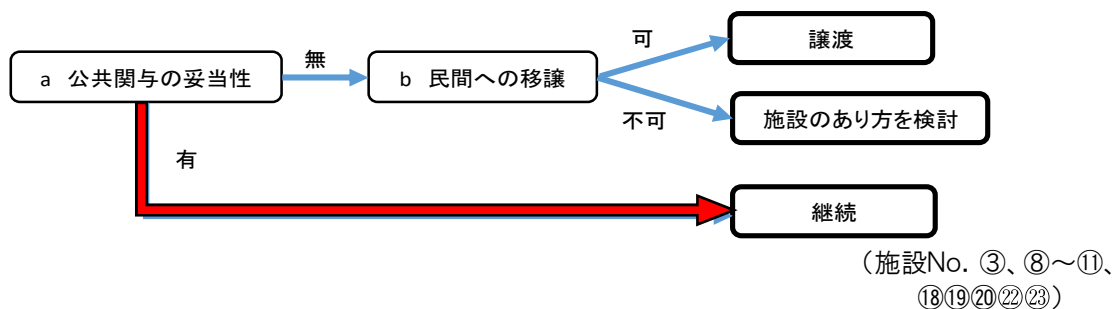 a 公共関与の妥当性
無
b 民間への移譲
可
譲渡
不可
施設のあり方を検討
有
継続
（施設No. ③、⑧～⑪、
⑱⑲⑳㉒㉓）